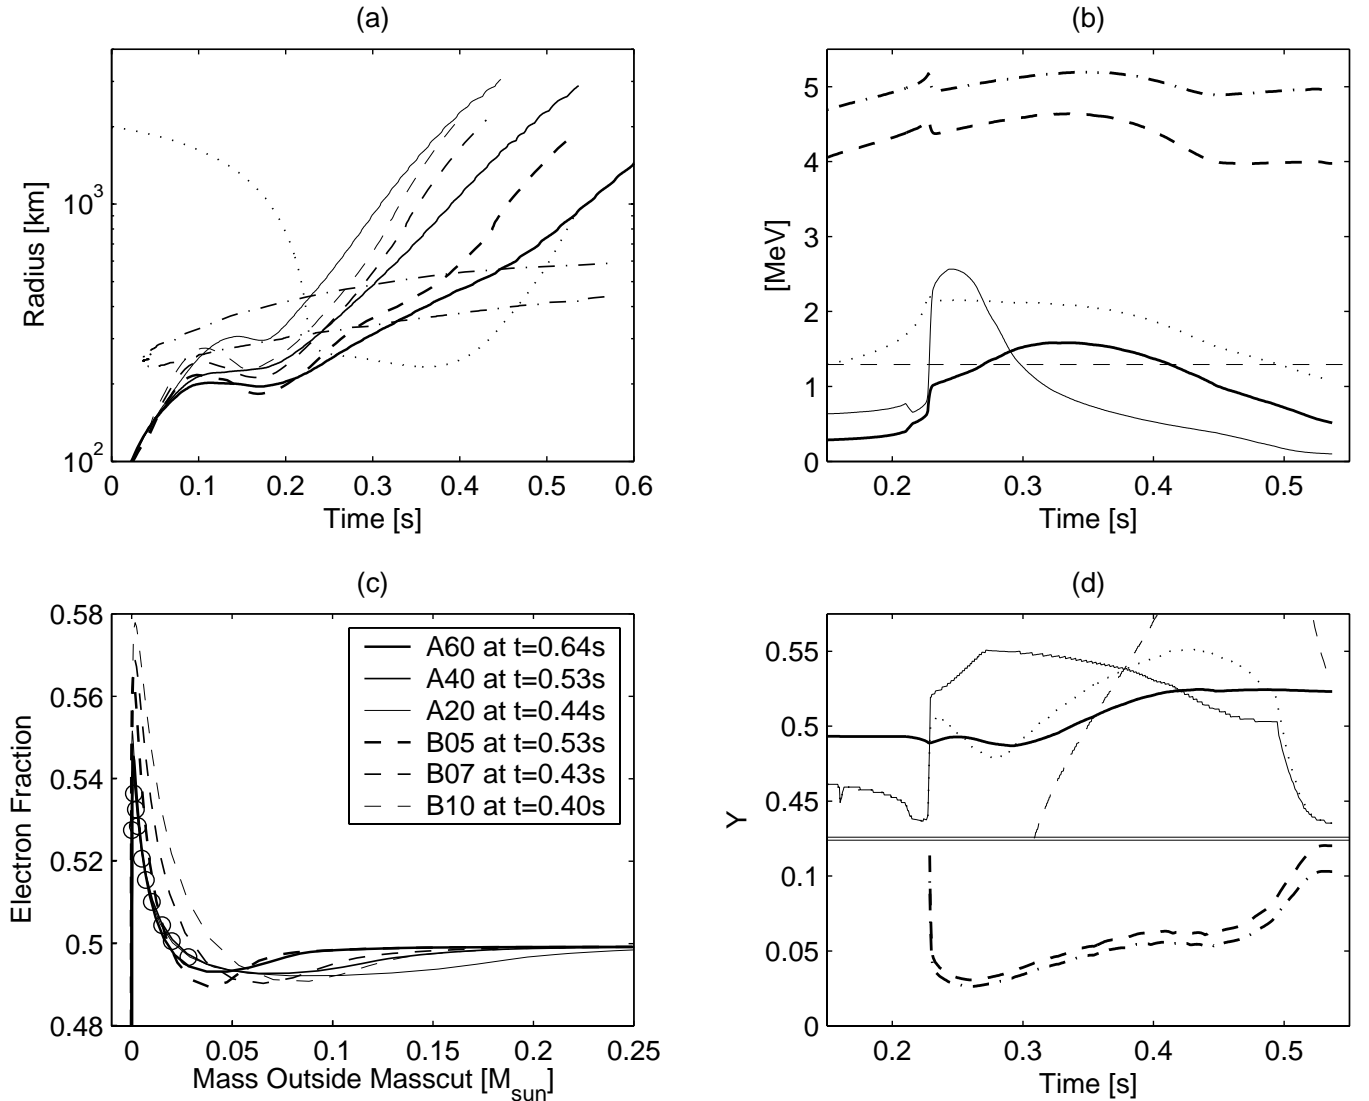 (a)
10^3
10^2
Radius [km]
0 0.1 0.2 0.3 0.4 0.5 0.6
Time [s]
(b)
5
4
3
2
1
0
[MeV]
0.2 0.3 0.4 0.5
Time [s]
(c)
0.58
0.56
0.54
0.52
0.5
0.48
Electron Fraction
A60 at t=0.64s
A40 at t=0.53s
A20 at t=0.44s
B05 at t=0.53s
B07 at t=0.43s
B10 at t=0.40s
0 0.05 0.1 0.15 0.2 0.25
Mass Outside Masscut [M_sun]
(d)
0.55
0.5
0.45
0.1
0.05
0
Y
0.2 0.3 0.4 0.5
Time [s]